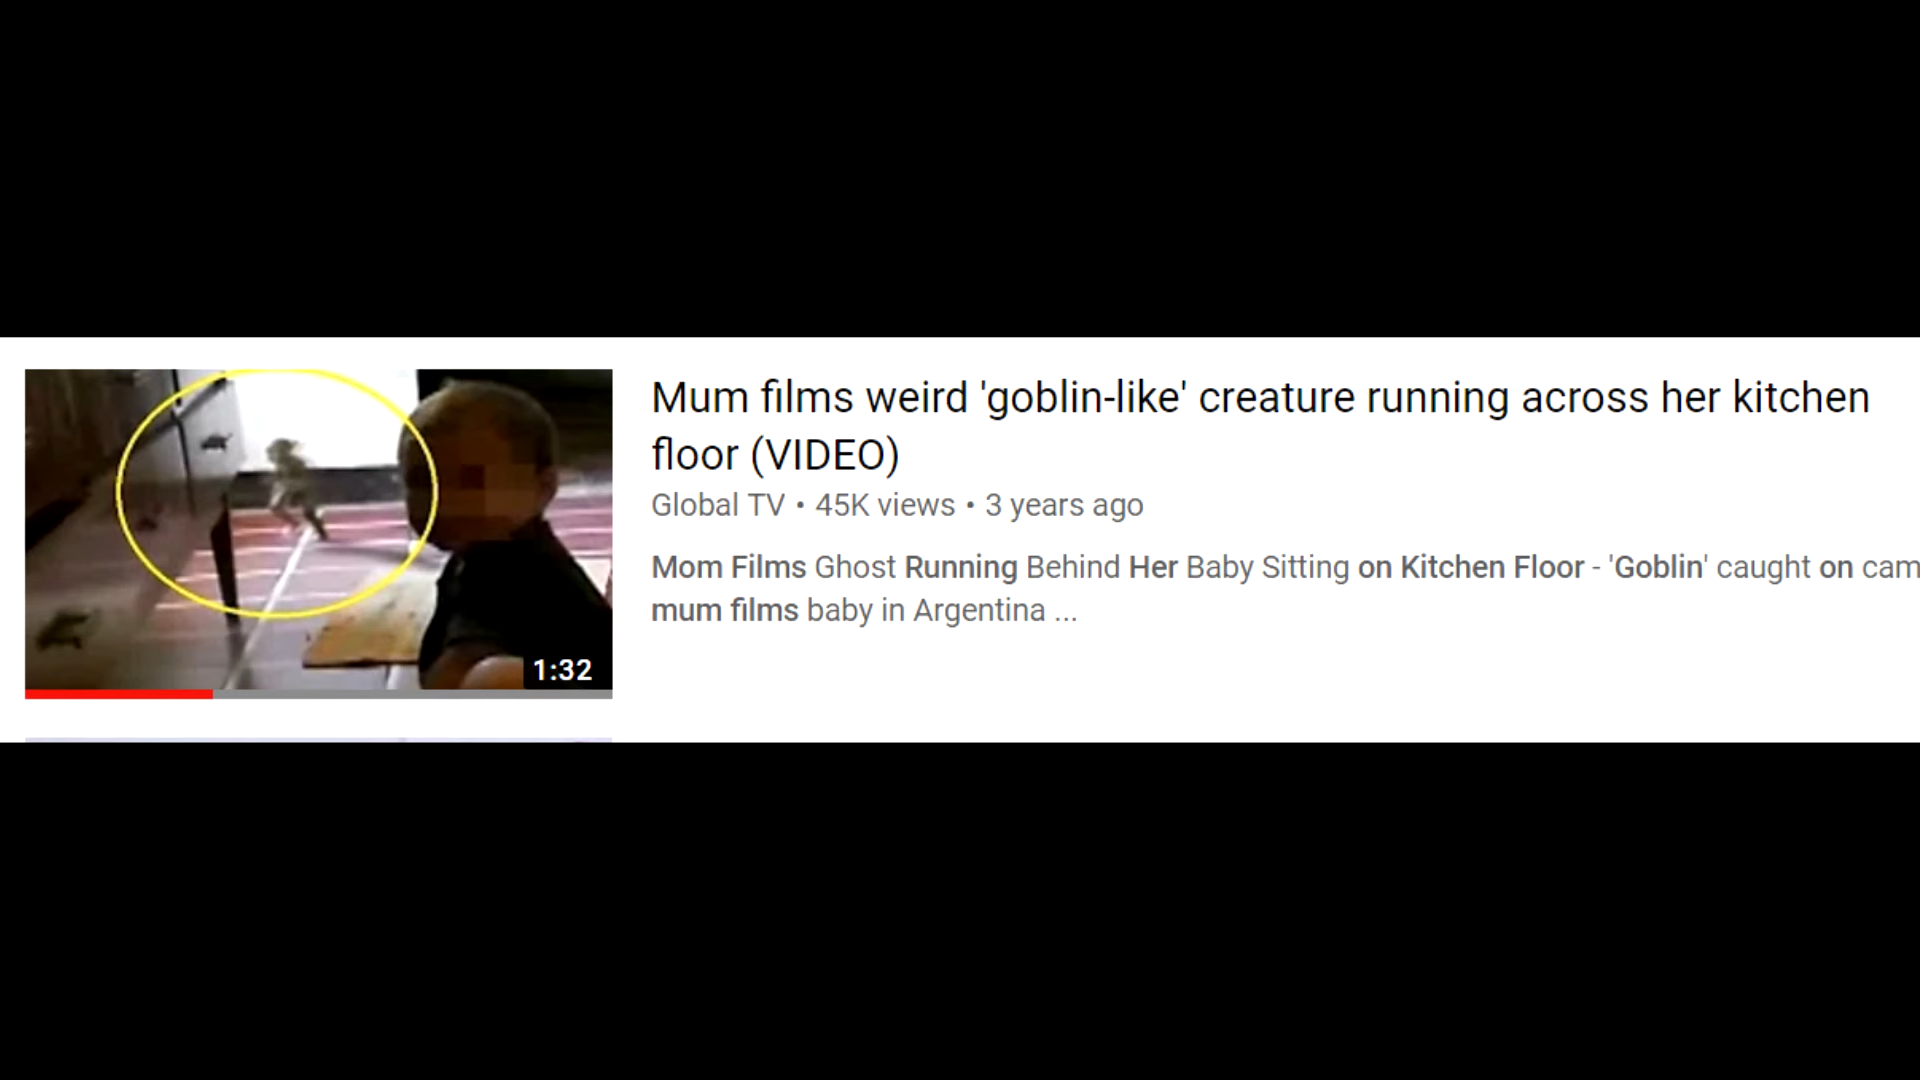 Mum films weird 'goblin-like' creature running across her kitchen
floor (VIDEO)
Global TV • 45K views • 3 years ago
Mom Films Ghost Running Behind Her Baby Sitting on Kitchen Floor - 'Goblin' caught on cam
mum films baby in Argentina ...
1:32